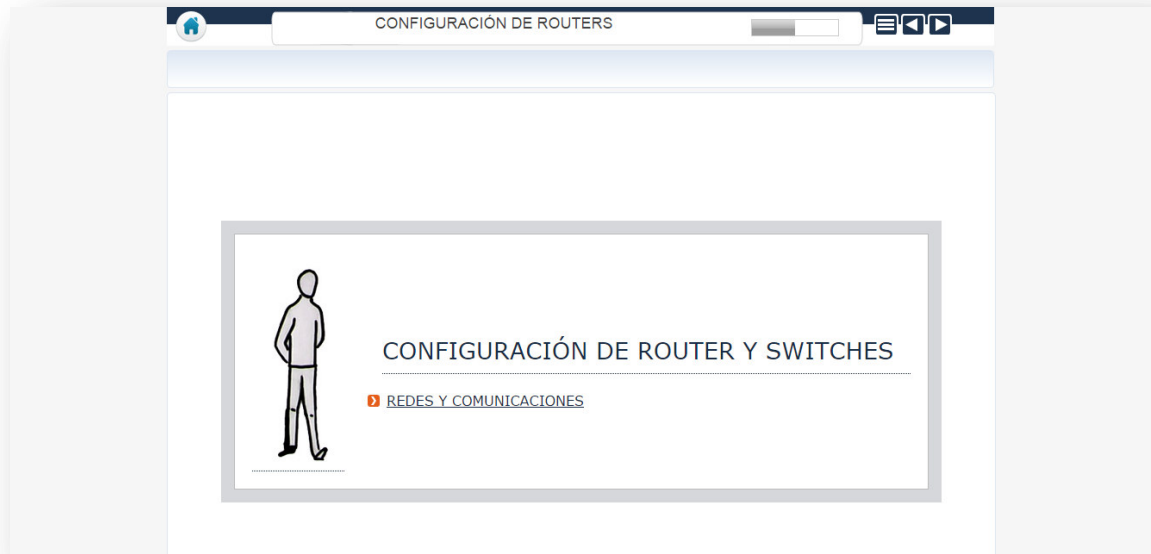 CONFIGURACIÓN DE ROUTERS
CONFIGURACIÓN DE ROUTER Y SWITCHES
REDES Y COMUNICACIONES